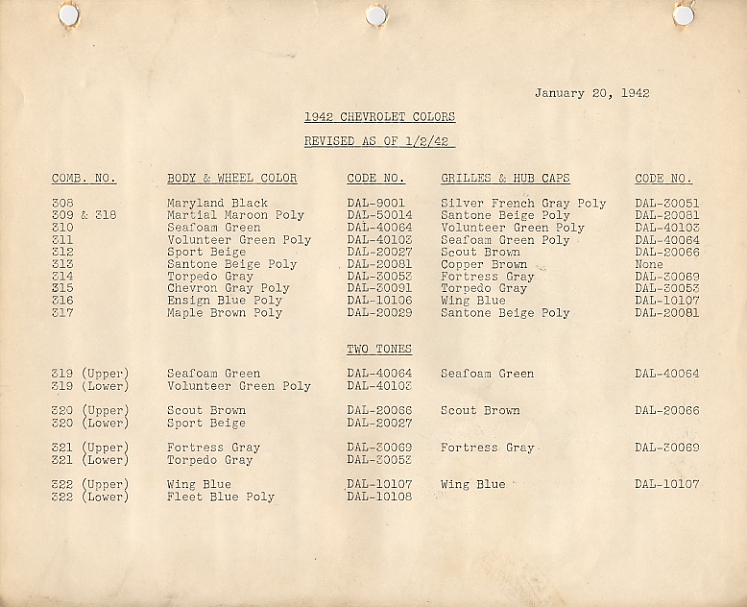 January 20, 1942
1942 CHEVROLET COLORS
REVISED AS OF 1/2/42
COMB. NO. BODY & WHEEL COLOR CODE NO. GRILLES & HUB CAPS CODE NO.
308 Maryland Black DAL-9001 Silver French Gray Poly DAL-30051
309 & 318 Martial Maroon Poly DAL-50014 Santone Beige Poly DAL-20081
310 Seafoam Green DAL-40064 Volunteer Green Poly DAL-40103
311 Volunteer Green Poly DAL-40103 Seafoam Green Poly DAL-40064
312 Sport Beige DAL-20027 Scout Brown DAL-20066
313 Santone Beige Poly DAL-20081 Copper Brown None
314 Torpedo Gray DAL-30053 Fortress Gray DAL-30069
315 Chevron Gray Poly DAL-30091 Torpedo Gray DAL-30053
316 Ensign Blue Poly DAL-10106 Wing Blue DAL-10107
317 Maple Brown Poly DAL-20029 Santone Beige Poly DAL-20081
TWO TONES
319 (Upper) Seafoam Green DAL-40064 Seafoam Green DAL-40064
319 (Lower) Volunteer Green Poly DAL-40103
320 (Upper) Scout Brown DAL-20066 Scout Brown DAL-20066
320 (Lower) Sport Beige DAL-20027
321 (Upper) Fortress Gray DAL-30069 Fortress Gray DAL-30069
321 (Lower) Torpedo Gray DAL-30053
322 (Upper) Wing Blue DAL-10107 Wing Blue DAL-10107
322 (Lower) Fleet Blue Poly DAL-10108